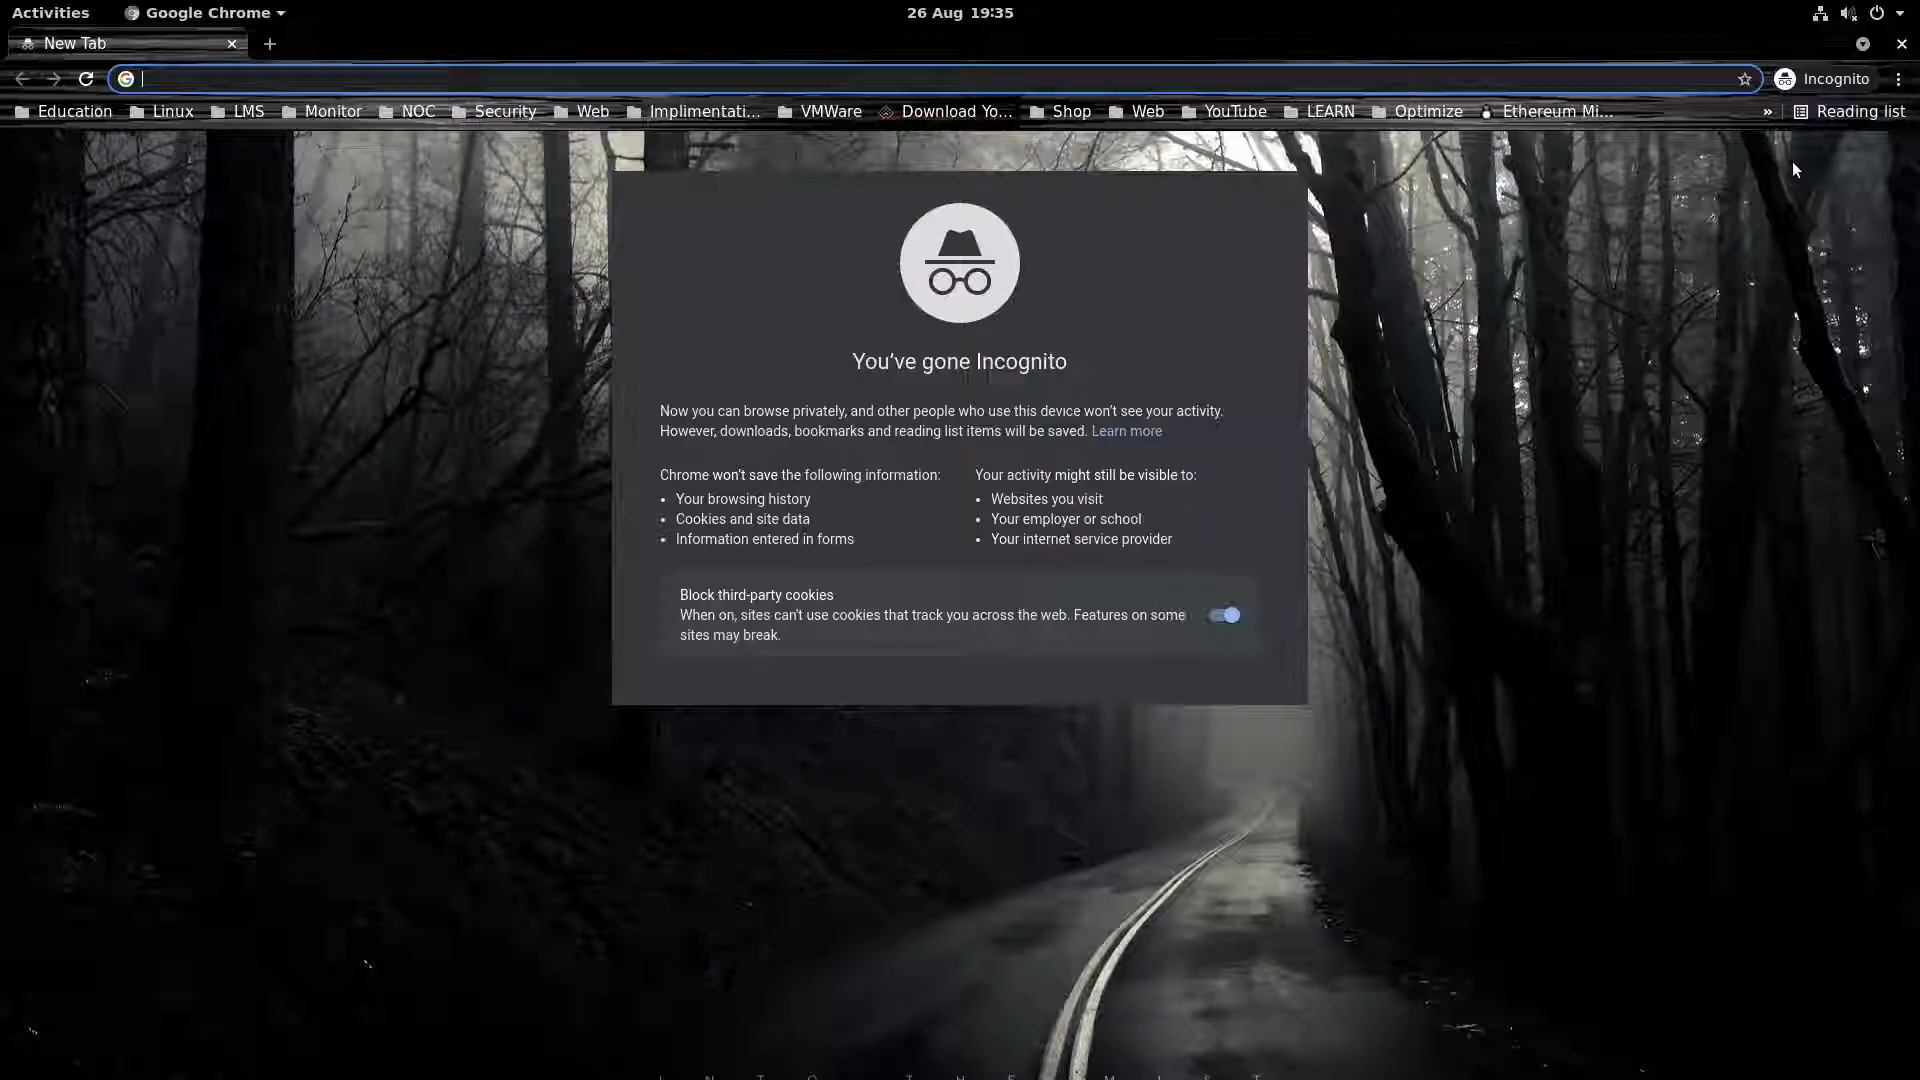 Activities Google Chrome 26 Aug 19:35
New Tab
Incognito
Education Linux LMS Monitor NOC Security Web Implimentati... VMWare Download Yo... Shop Web YouTube LEARN Optimize Ethereum Mi... » Reading list
You've gone Incognito
Now you can browse privately, and other people who use this device won't see your activity.
However, downloads, bookmarks and reading list items will be saved. Learn more
Chrome won't save the following information:
• Your browsing history
• Cookies and site data
• Information entered in forms
Your activity might still be visible to:
• Websites you visit
• Your employer or school
• Your internet service provider
Block third-party cookies
When on, sites can't use cookies that track you across the web. Features on some
sites may break.